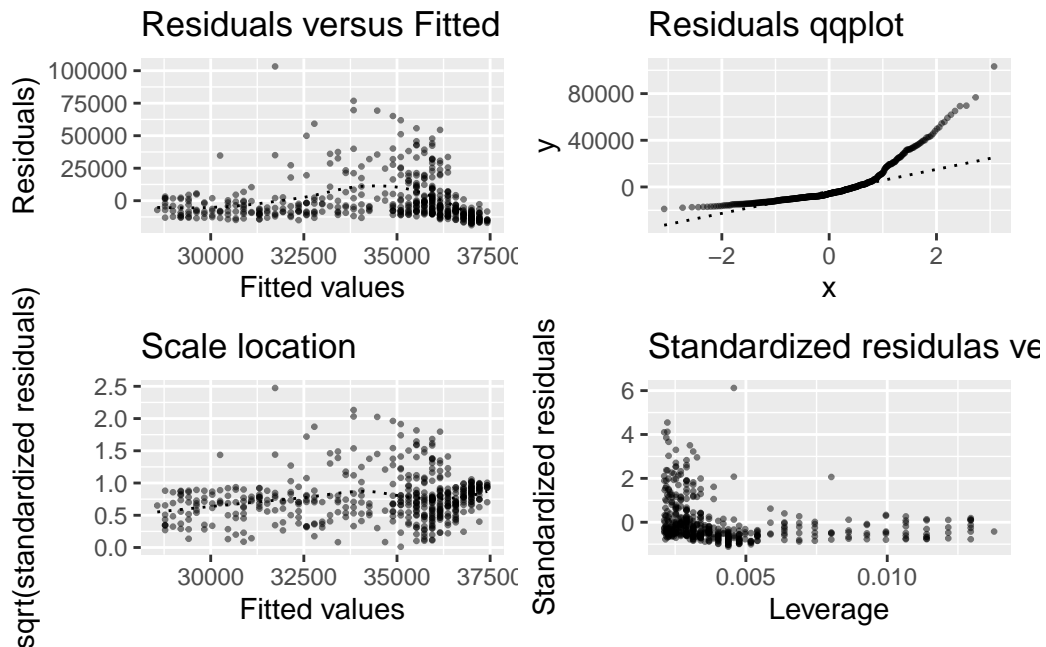 Residuals versus Fitted
Residuals)
100000
75000
50000
25000
0
30000 32500 35000 37500
Fitted values
Residuals qqplot
y
80000
40000
0
−2 0 2
x
Scale location
sqrt(standardized residuals)
2.5
2.0
1.5
1.0
0.5
0.0
30000 32500 35000 37500
Fitted values
Standardized residulas ve
Standardized residuals
6
4
2
0
0.005 0.010
Leverage